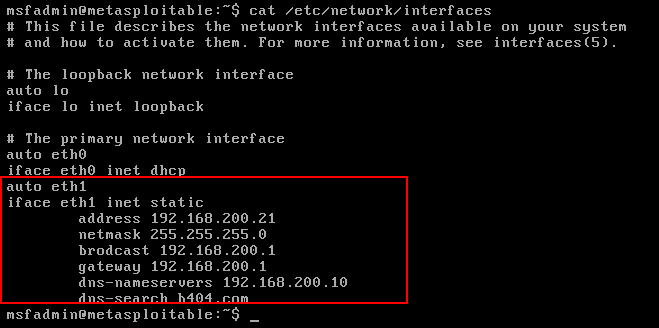 msfadmin@metasploitable:~$ cat /etc/network/interfaces
# This file describes the network interfaces available on your system
# and how to activate them. For more information, see interfaces(5).
# The loopback network interface
auto lo
iface lo inet loopback
# The primary network interface
auto eth0
iface eth0 inet dhcp
auto eth1
iface eth1 inet static
address 192.168.200.21
netmask 255.255.255.0
brodcast 192.168.200.1
gateway 192.168.200.1
dns-nameservers 192.168.200.10
dns-search b404.com
msfadmin@metasploitable:~$ _